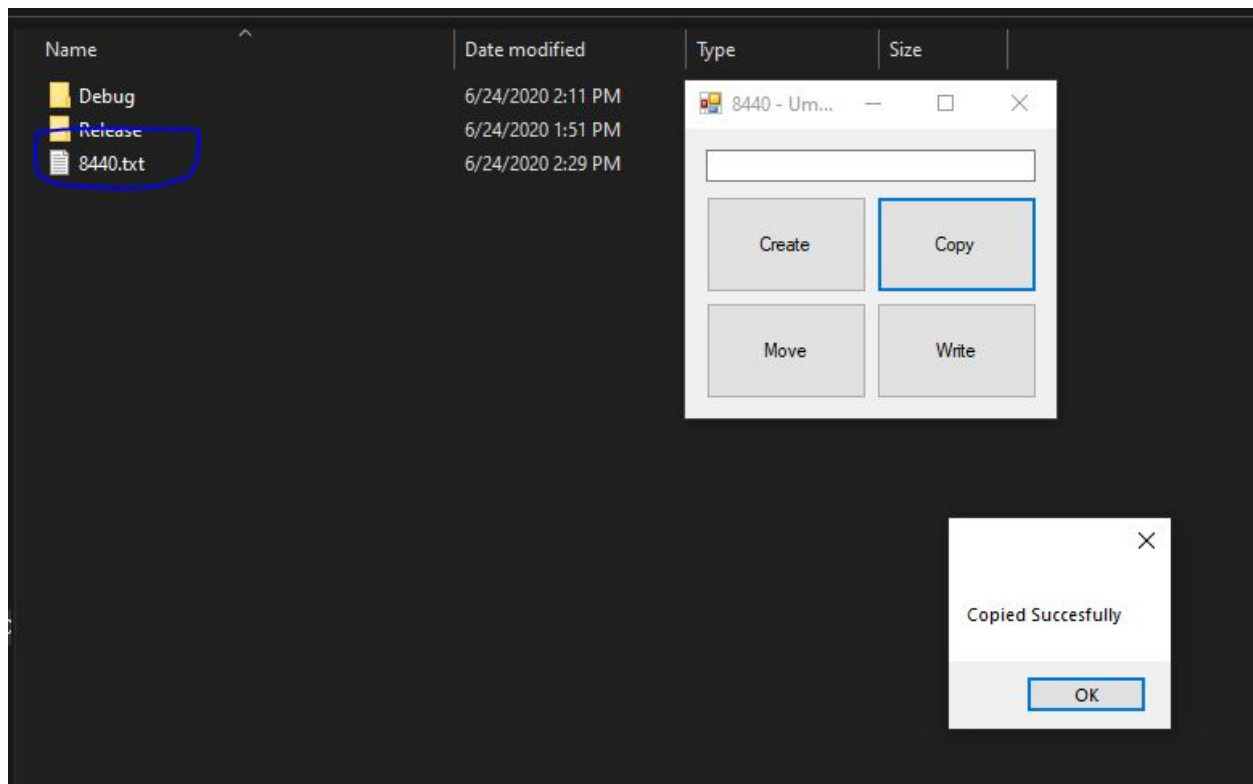 Name Date modified Type Size
Debug 6/24/2020 2:11 PM
Release 6/24/2020 1:51 PM
8440.txt 6/24/2020 2:29 PM
8440 - Um...
Create Copy
Move Write
Copied Succesfully
OK